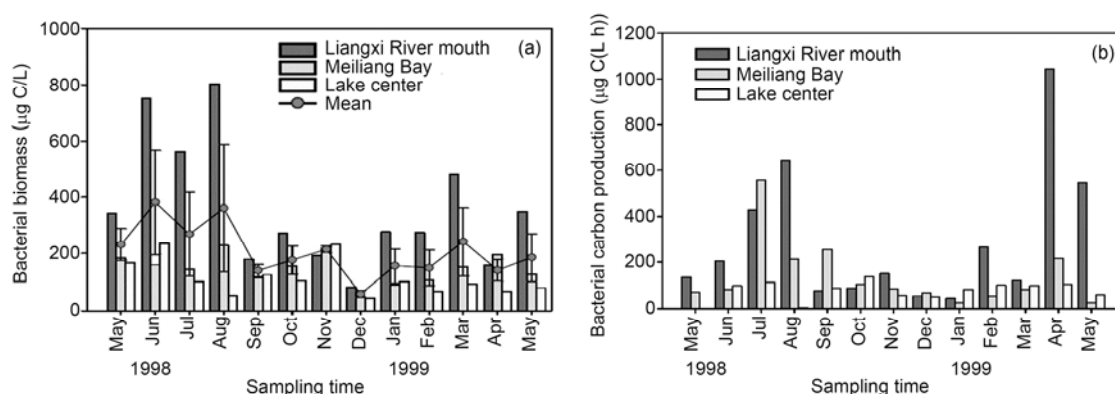 (a)
Liangxi River mouth
Meiliang Bay
Lake center
Mean
Bacterial biomass (μg C/L)
1000
800
600
400
200
0
May
Jun
Jul
Aug
Sep
Oct
Nov
Dec
Jan
Feb
Mar
Apr
May
1998
1999
Sampling time
(b)
Liangxi River mouth
Meiliang Bay
Lake center
Bacterial carbon production (μg C(L h))
1200
1000
800
600
400
200
0
May
Jun
Jul
Aug
Sep
Oct
Nov
Dec
Jan
Feb
Mar
Apr
May
1998
1999
Sampling time